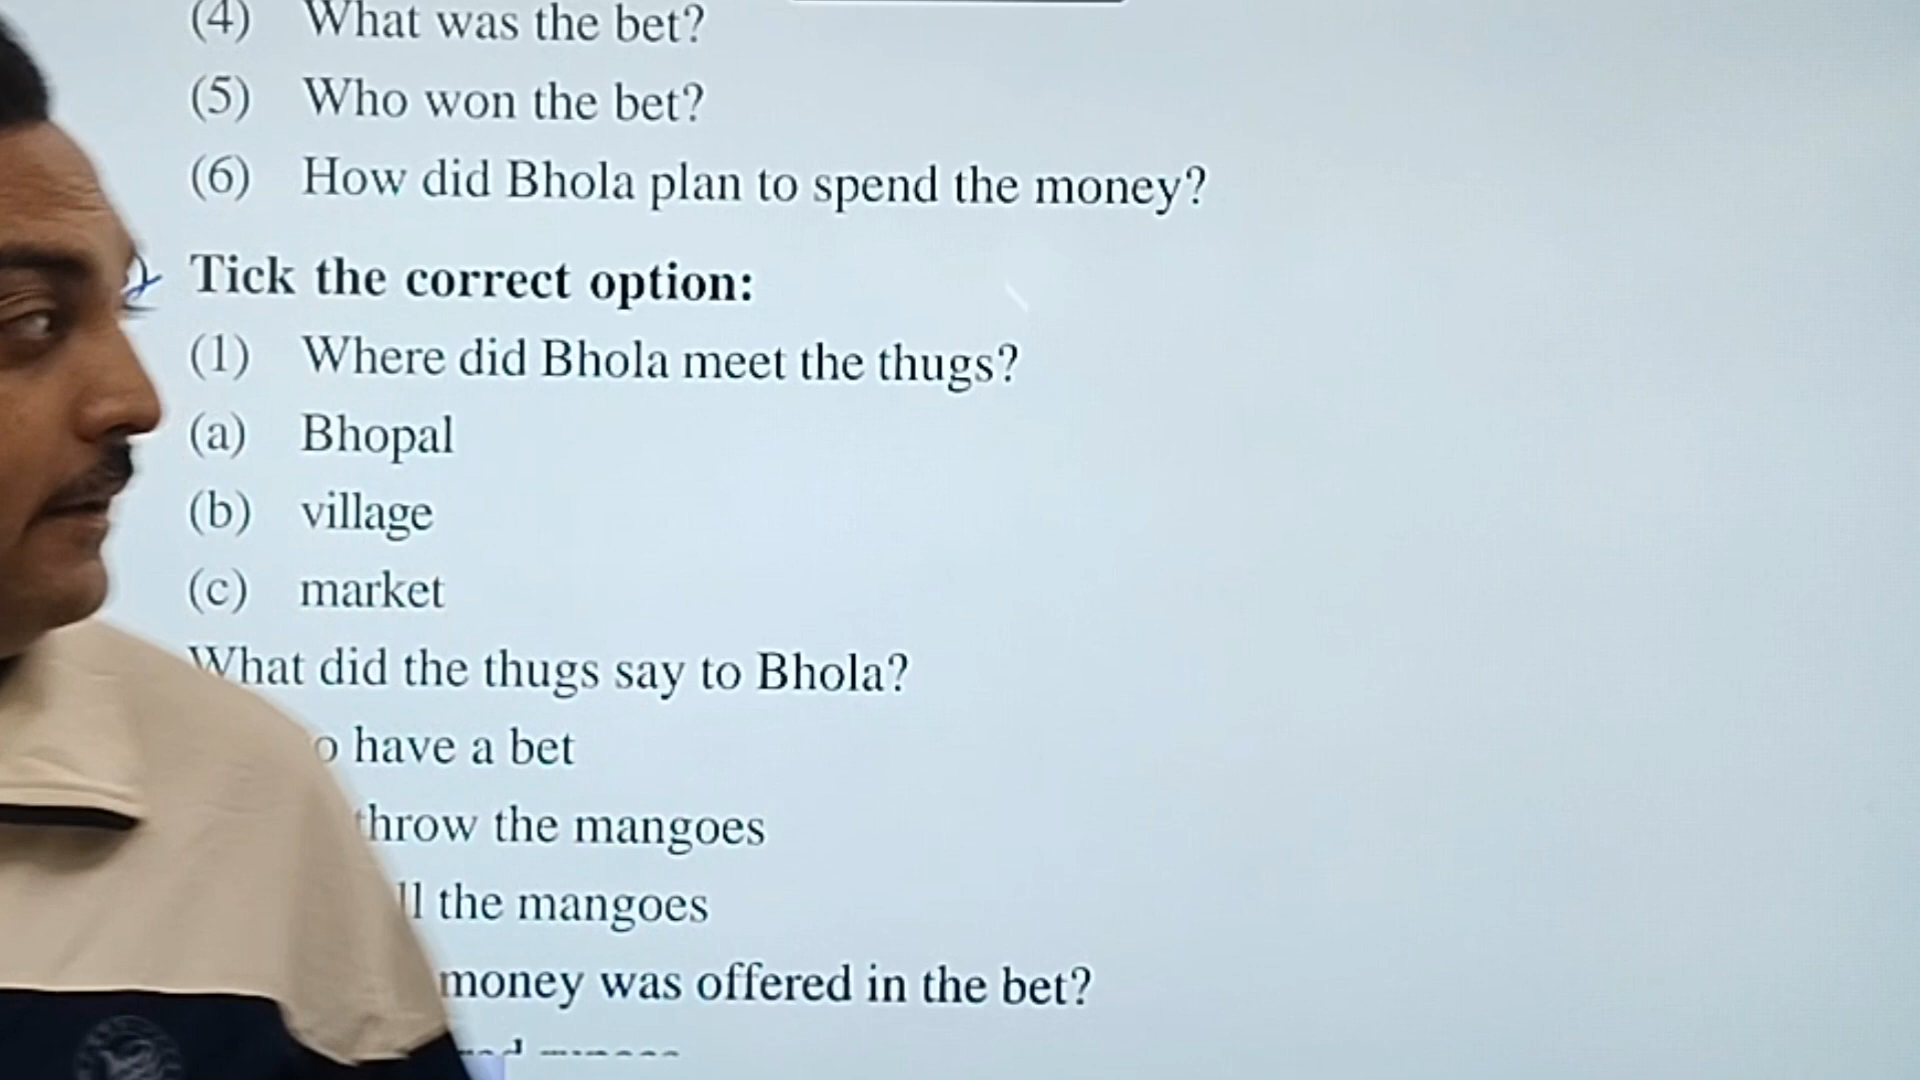 (4) What was the bet?
(5) Who won the bet?
(6) How did Bhola plan to spend the money?
Tick the correct option:
(1) Where did Bhola meet the thugs?
(a) Bhopal
(b) village
(c) market
What did the thugs say to Bhola?
have a bet
throw the mangoes
the mangoes
money was offered in the bet?